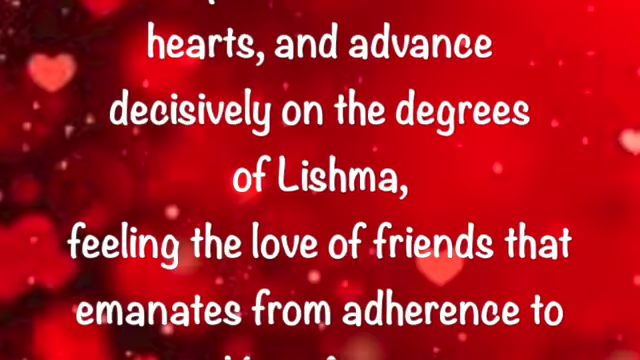 hearts, and advance
decisively on the degrees
of Lishma,
feeling the love of friends that
emanates from adherence to